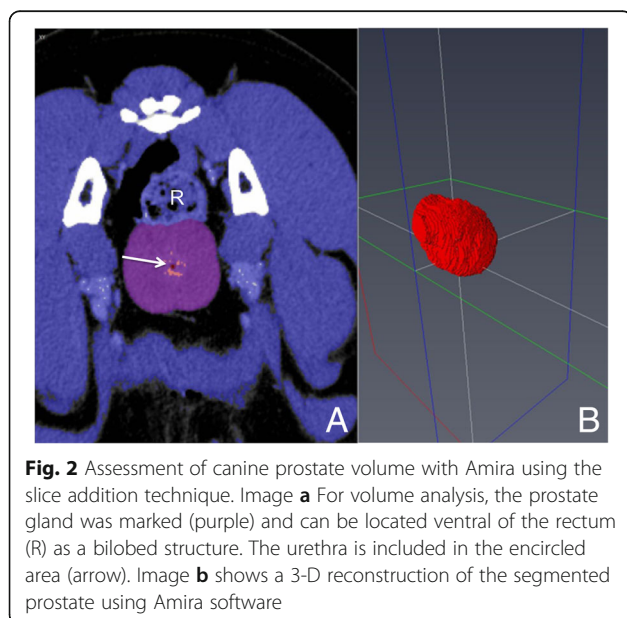 R
A
B
Fig. 2 Assessment of canine prostate volume with Amira using the
slice addition technique. Image a For volume analysis, the prostate
gland was marked (purple) and can be located ventral of the rectum
(R) as a bilobed structure. The urethra is included in the encircled
area (arrow). Image b shows a 3-D reconstruction of the segmented
prostate using Amira software